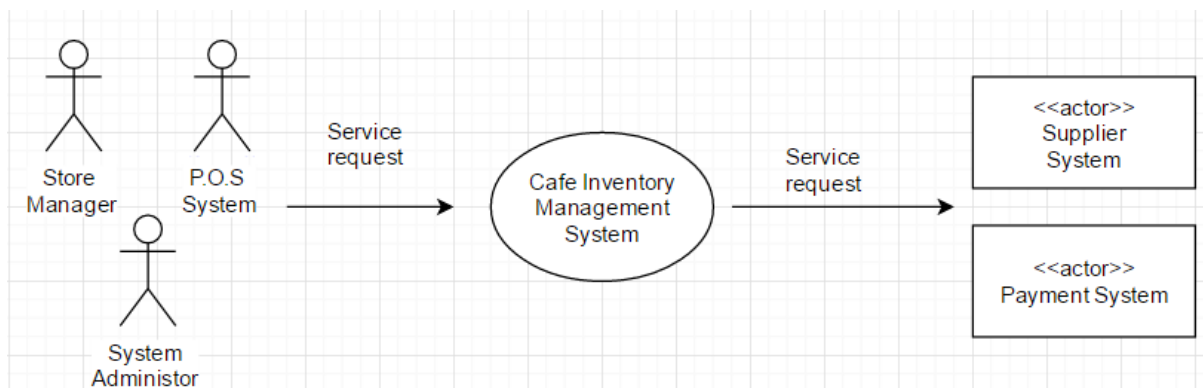 Store
Manager
P.O.S
System
System
Administor
Service
request
Cafe Inventory
Management
System
Service
request
<<actor>>
Supplier
System
<<actor>>
Payment System